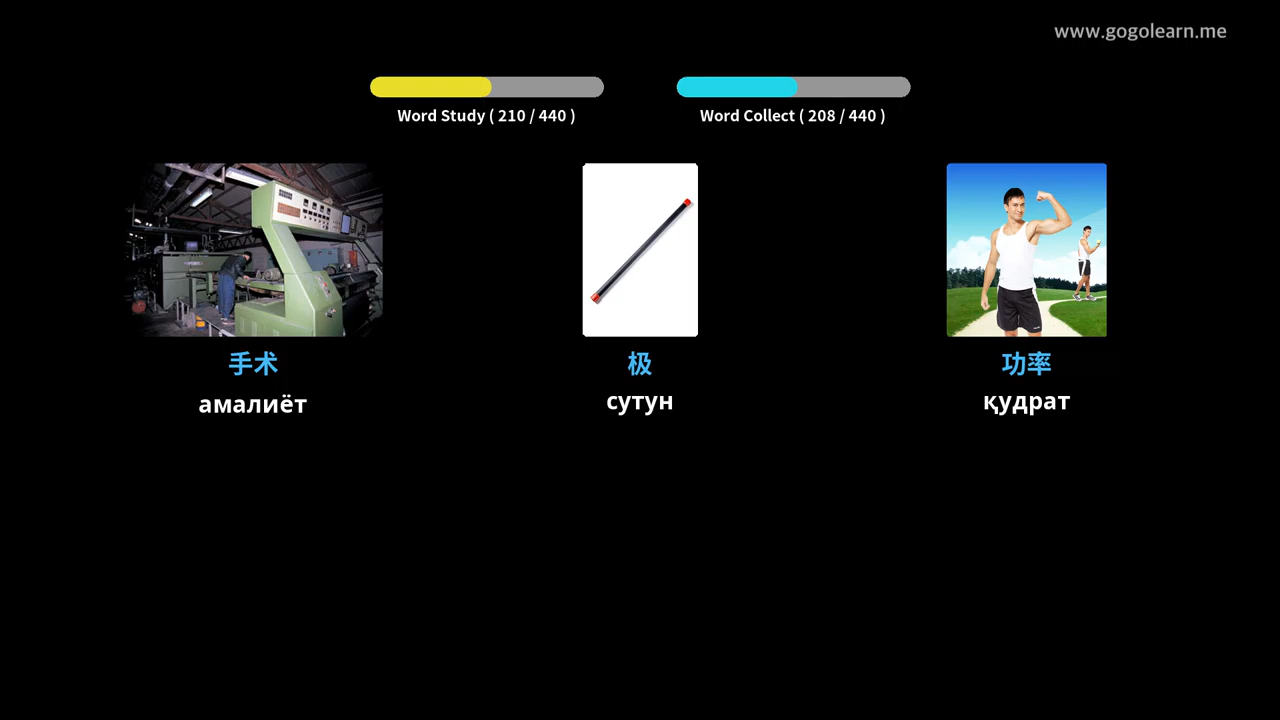 www.gogolearn.me
Word Study ( 210 / 440 )
Word Collect ( 208 / 440 )
手术
极
功率
амалиёт
сутун
қудрат